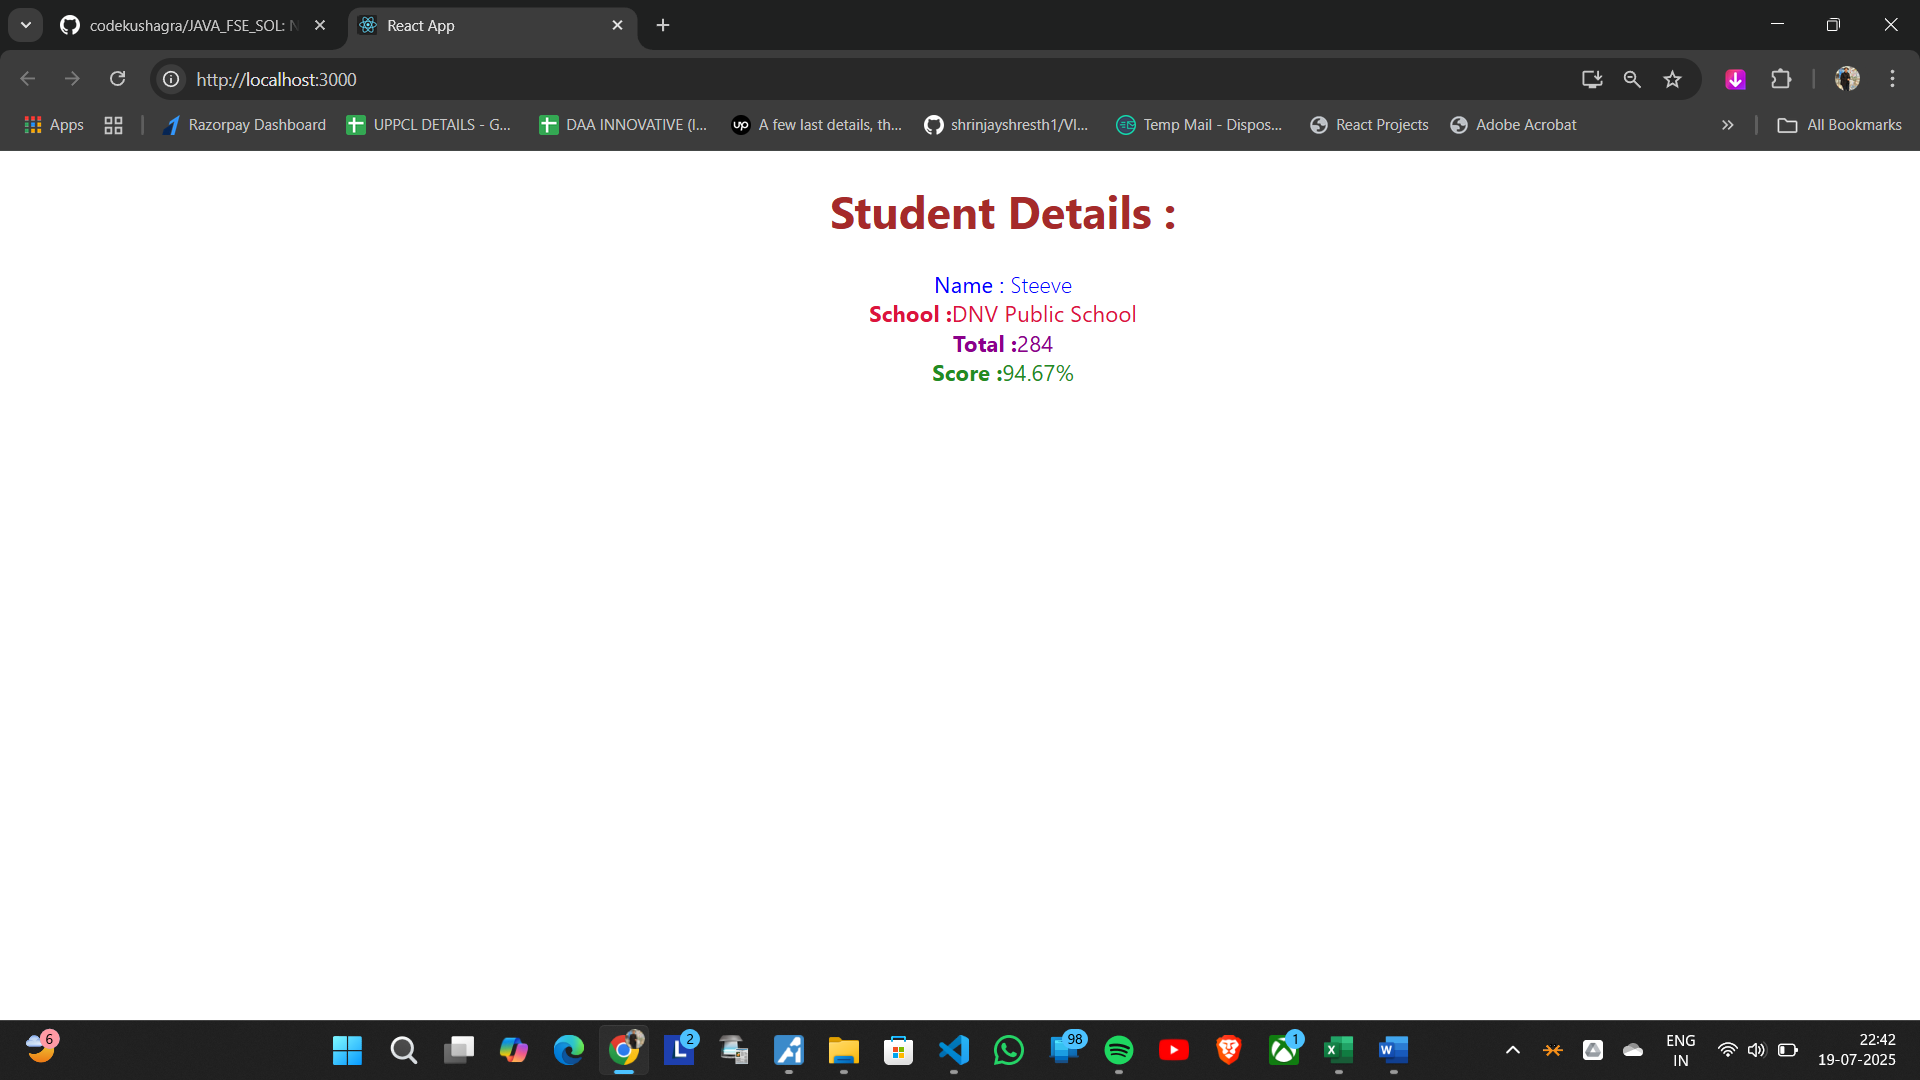 codekushagra/JAVA_FSE_SOL: N
React App
http://localhost:3000
Apps
Razorpay Dashboard
UPPCL DETAILS - G...
DAA INNOVATIVE (I...
up
A few last details, th...
shrinjayshresth1/VI...
Temp Mail - Dispos...
React Projects
Adobe Acrobat
All Bookmarks
Student Details :
Name : Steeve
School :DNV Public School
Total :284
Score :94.67%
6
L 2
98
1
X
W
ENG
IN
22:42
19-07-2025